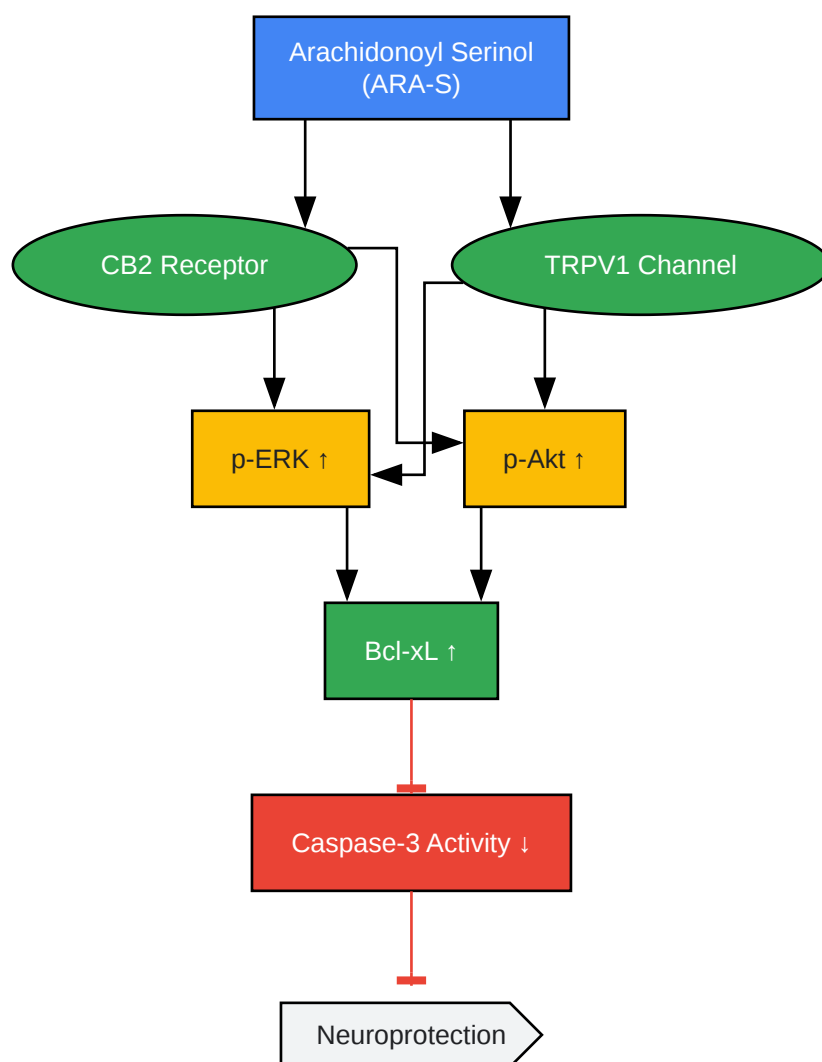 Arachidonoyl Serinol
(ARA-S)
CB2 Receptor
TRPV1 Channel
p-ERK ↑
p-Akt ↑
Bcl-xL ↑
Caspase-3 Activity ↓
Neuroprotection